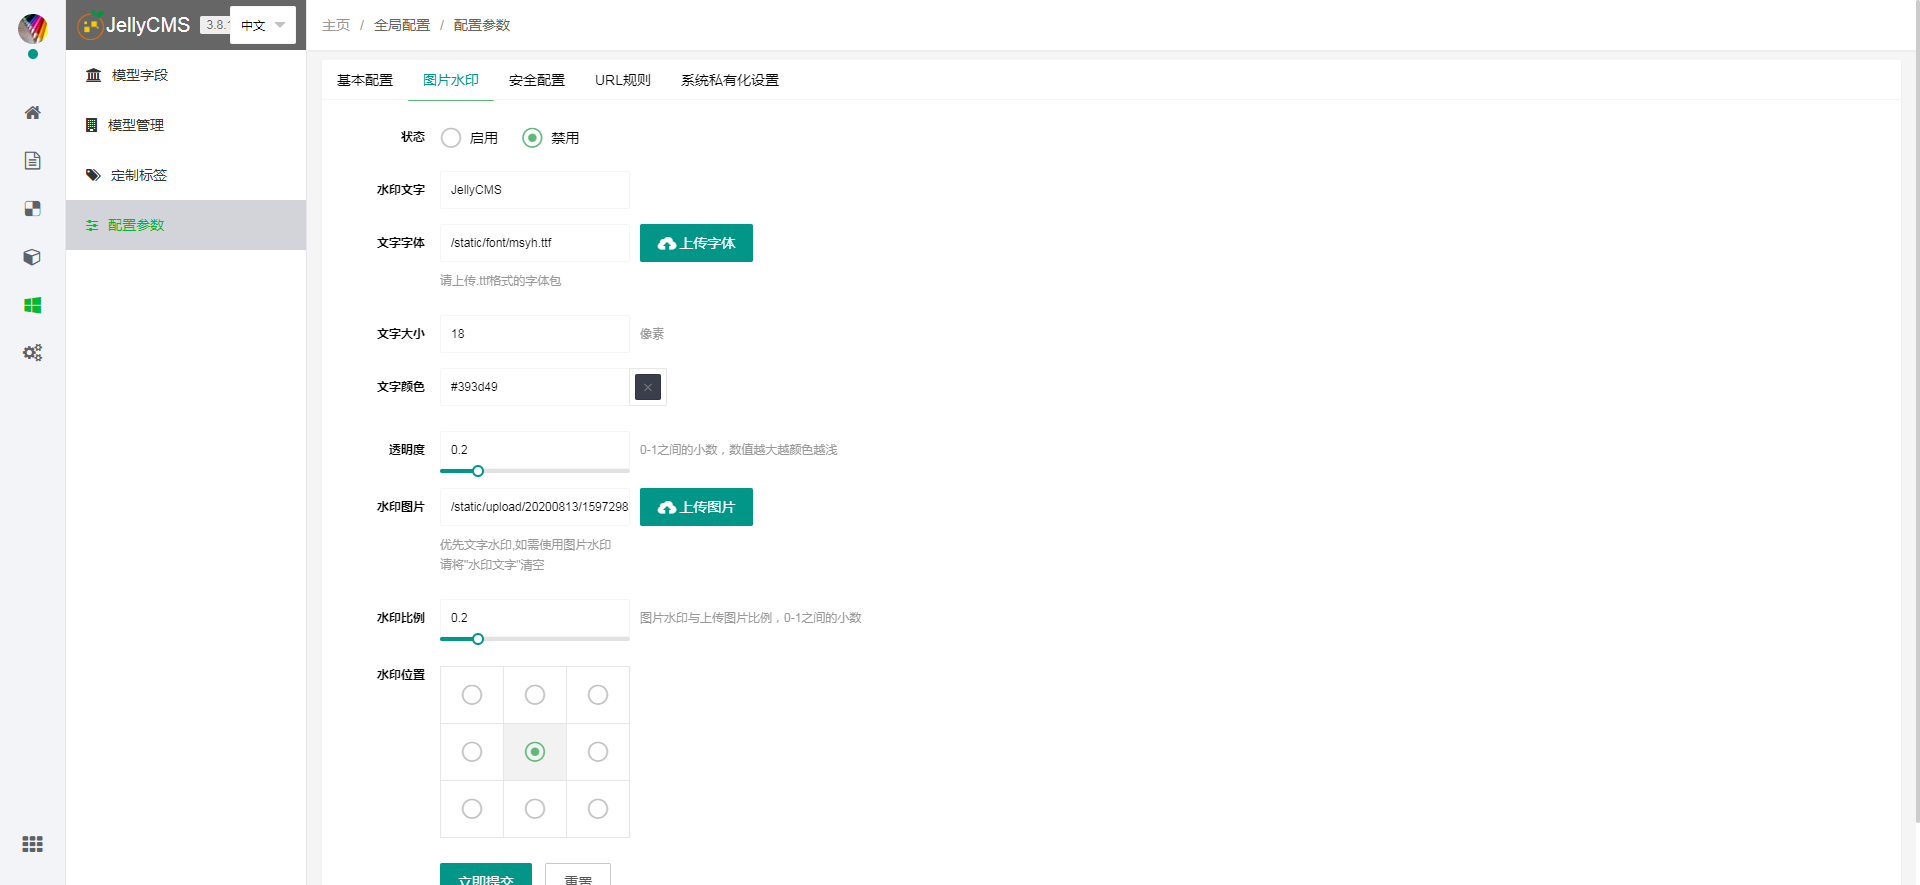 JellyCMS 3.8. 中文
主页 / 全局配置 / 配置参数
模型字段
模型管理
定制标签
配置参数
基本配置 图片水印 安全配置 URL规则 系统私有化设置
状态 启用 禁用
水印文字 JellyCMS
文字字体 /static/font/msyh.ttf 上传字体
请上传.ttf格式的字体包
文字大小 18 像素
文字颜色 #393d49
透明度 0.2 0-1之间的小数，数值越大越颜色越浅
水印图片 /static/upload/20200813/1597298 上传图片
优先文字水印,如需使用图片水印
请将"水印文字"清空
水印比例 0.2 图片水印与上传图片比例，0-1之间的小数
水印位置
立即提交 重置